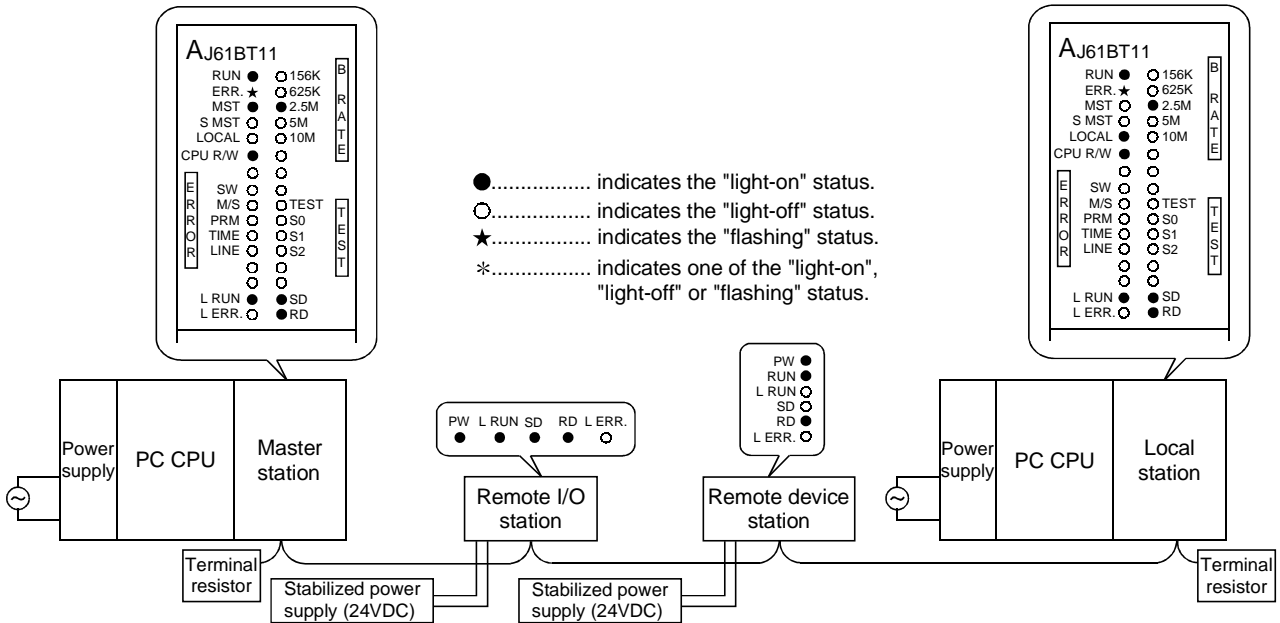 AJ61BT11
RUN ● ○ 156K
ERR. ★ ○ 625K
MST ● ● 2.5M
S MST ○ ○ 5M
LOCAL ○ ○ 10M
CPU R/W ● ○
SW ○ ○
M/S ○ ○ TEST
PRM ○ ○ S0
TIME ○ ○ S1
LINE ○ ○ S2
L RUN ● ● SD
L ERR. ○ ● RD
B RATE
ERROR
TEST
●................. indicates the "light-on" status.
○................. indicates the "light-off" status.
★................. indicates the "flashing" status.
*................. indicates one of the "light-on",
"light-off" or "flashing" status.
AJ61BT11
RUN ● ○ 156K
ERR. ★ ○ 625K
MST ○ ● 2.5M
S MST ○ ○ 5M
LOCAL ● ○ 10M
CPU R/W ● ○
SW ○ ○
M/S ○ ○ TEST
PRM ○ ○ S0
TIME ○ ○ S1
LINE ○ ○ S2
L RUN ● ● SD
L ERR. ○ ● RD
B RATE
ERROR
TEST
Power
supply
PC CPU
Master
station
PW L RUN SD RD L ERR.
Remote I/O
station
PW ●
RUN ●
L RUN ○
SD ○
RD ●
L ERR. ○
Remote device
station
Power
supply
PC CPU
Local
station
Terminal
resistor
Stabilized power
supply (24VDC)
Stabilized power
supply (24VDC)
Terminal
resistor